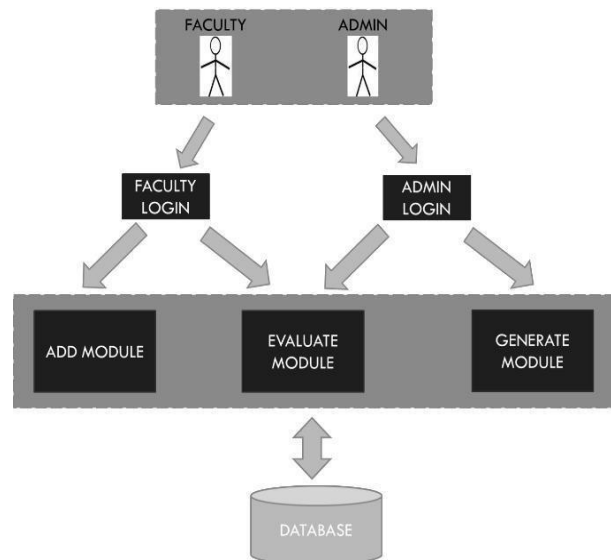 FACULTY
ADMIN
FACULTY
LOGIN
ADMIN
LOGIN
ADD MODULE
EVALUATE
MODULE
GENERATE
MODULE
DATABASE